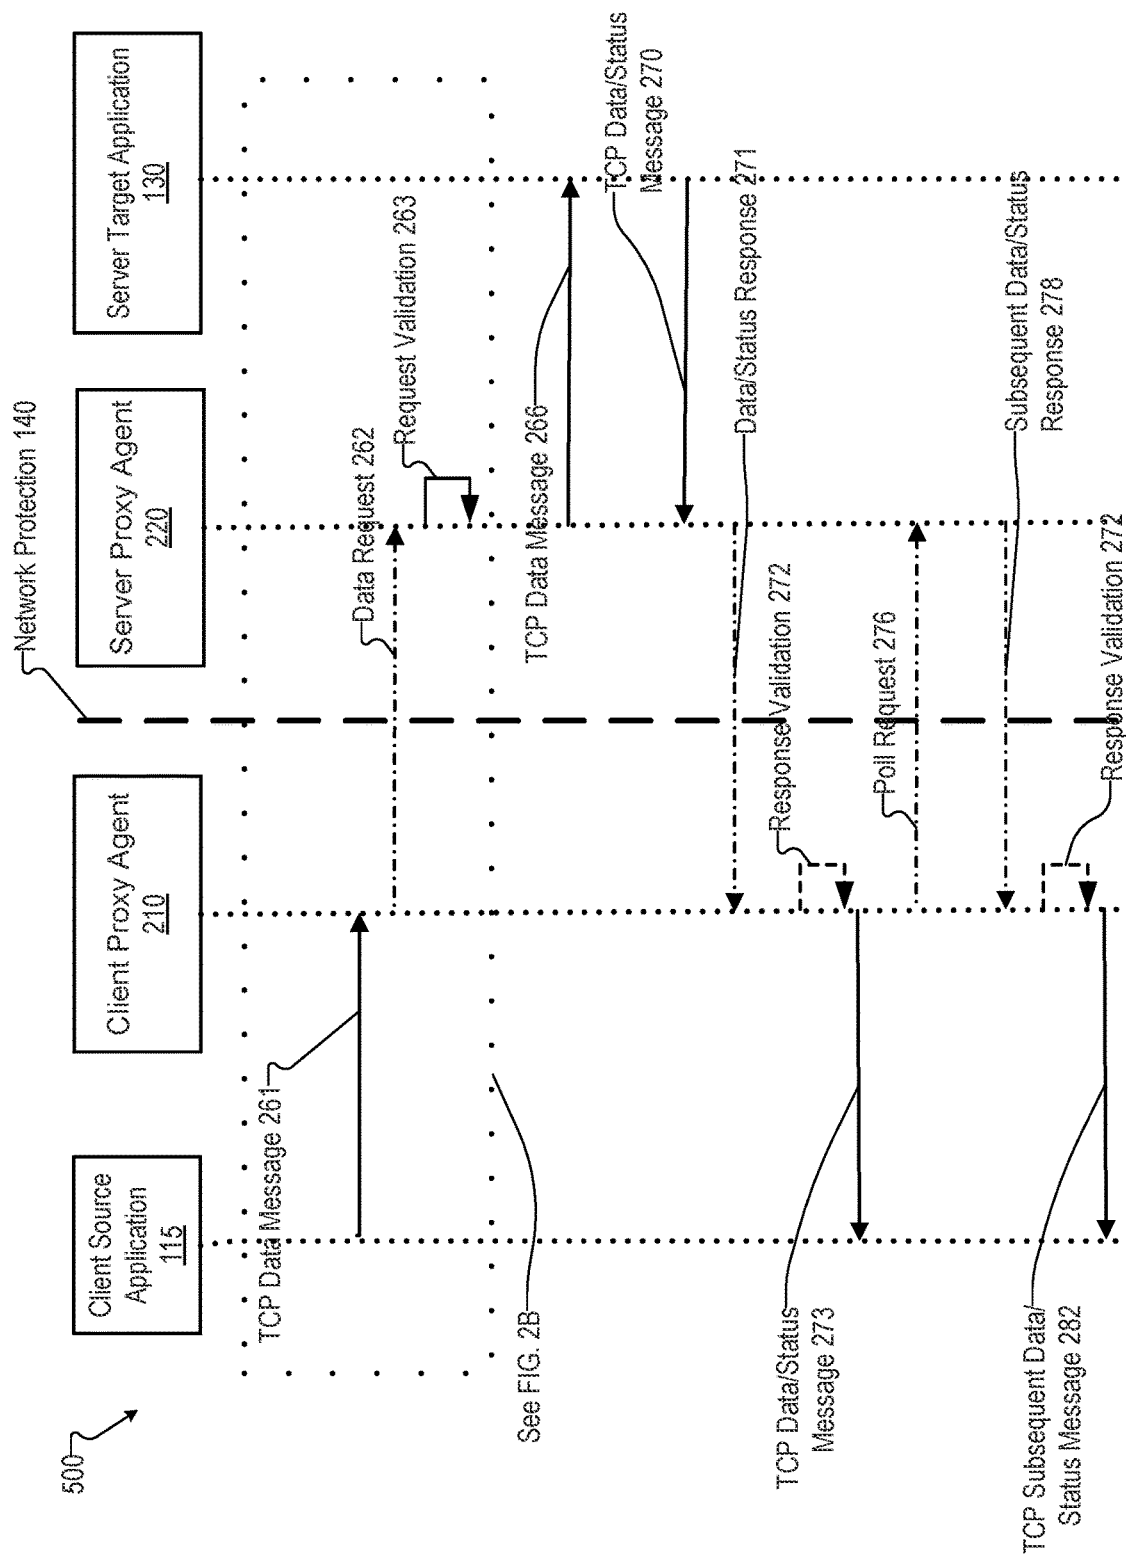 500
Client Source
Application
115
Client Proxy Agent
210
Network Protection 140
Server Proxy Agent
220
Server Target Application
130
TCP Data Message 261
Data Request 262
Request Validation 263
See FIG. 2B
TCP Data Message 266
TCP Data/Status
Message 270
Data/Status Response 271
Response Validation 272
TCP Data/Status
Message 273
Poll Request 276
Subsequent Data/Status
Response 278
Response Validation 272
TCP Subsequent Data/
Status Message 282